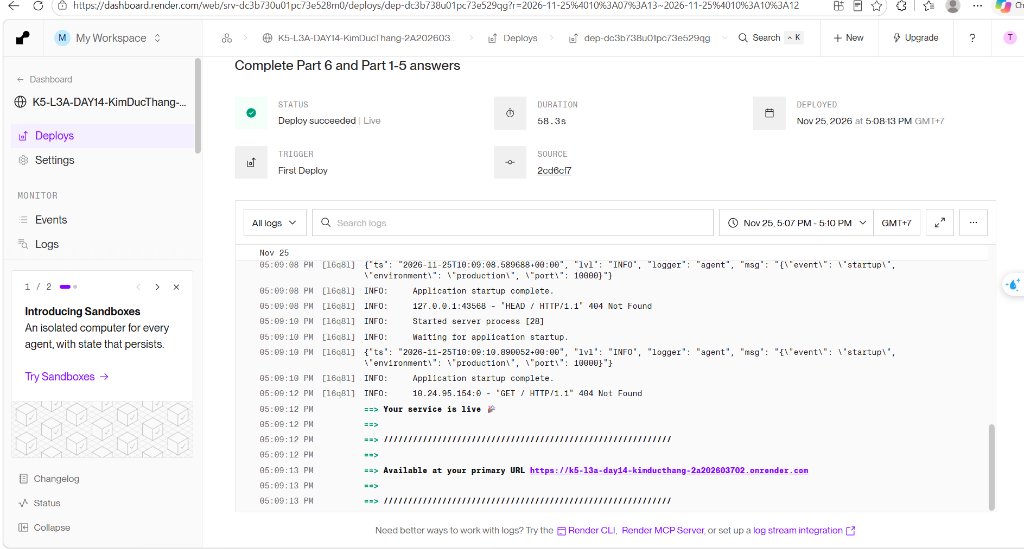 https://dashboard.render.com/web/srv-dc3b730u01pc73e528m0/deploys/dep-dc3b738u01pc73e529qg?r=2026-11-25%4010%3A07%3A13~2026-11-25%4010%3A10%3A12
M My Workspace
K5-L3A-DAY14-KimDucThang-2A202603... Deploys dep-dc3b738u01pc73e529qg Search K + New Upgrade ? T
Complete Part 6 and Part 1-5 answers
← Dashboard
K5-L3A-DAY14-KimDucThang-...
Deploys
Settings
MONITOR
Events
Logs
1 / 2
Introducing Sandboxes
An isolated computer for every
agent, with state that persists.
Try Sandboxes →
Changelog
Status
Collapse
STATUS
Deploy succeeded | Live
DURATION
58.3s
DEPLOYED
Nov 25, 2026 at 5:08:13 PM GMT+7
TRIGGER
First Deploy
SOURCE
2cd6cf7
All logs Search logs Nov 25, 5:07 PM - 5:10 PM GMT+7 ...
Nov 25
05:09:08 PM [l6q8l] {"ts": "2026-11-25T10:09:08.589688+00:00", "lvl": "INFO", "logger": "agent", "msg": "{\"event\": \"startup\",
\"environment\": \"production\", \"port\": 10000}"}
05:09:08 PM [l6q8l] INFO: Application startup complete.
05:09:08 PM [l6q8l] INFO: 127.0.0.1:43568 - "HEAD / HTTP/1.1" 404 Not Found
05:09:10 PM [l6q8l] INFO: Started server process [28]
05:09:10 PM [l6q8l] INFO: Waiting for application startup.
05:09:10 PM [l6q8l] {"ts": "2026-11-25T10:09:10.890052+00:00", "lvl": "INFO", "logger": "agent", "msg": "{\"event\": \"startup\",
\"environment\": \"production\", \"port\": 10000}"}
05:09:10 PM [l6q8l] INFO: Application startup complete.
05:09:12 PM [l6q8l] INFO: 10.24.95.154:0 - "GET / HTTP/1.1" 404 Not Found
05:09:12 PM ==> Your service is live 🎉
05:09:12 PM ==>
05:09:12 PM ==> ///////////////////////////////////////////////////////////
05:09:12 PM ==>
05:09:13 PM ==> Available at your primary URL https://k5-l3a-day14-kimducthang-2a202603702.onrender.com
05:09:13 PM ==>
05:09:13 PM ==> ///////////////////////////////////////////////////////////
Need better ways to work with logs? Try the Render CLI, Render MCP Server, or set up a log stream integration